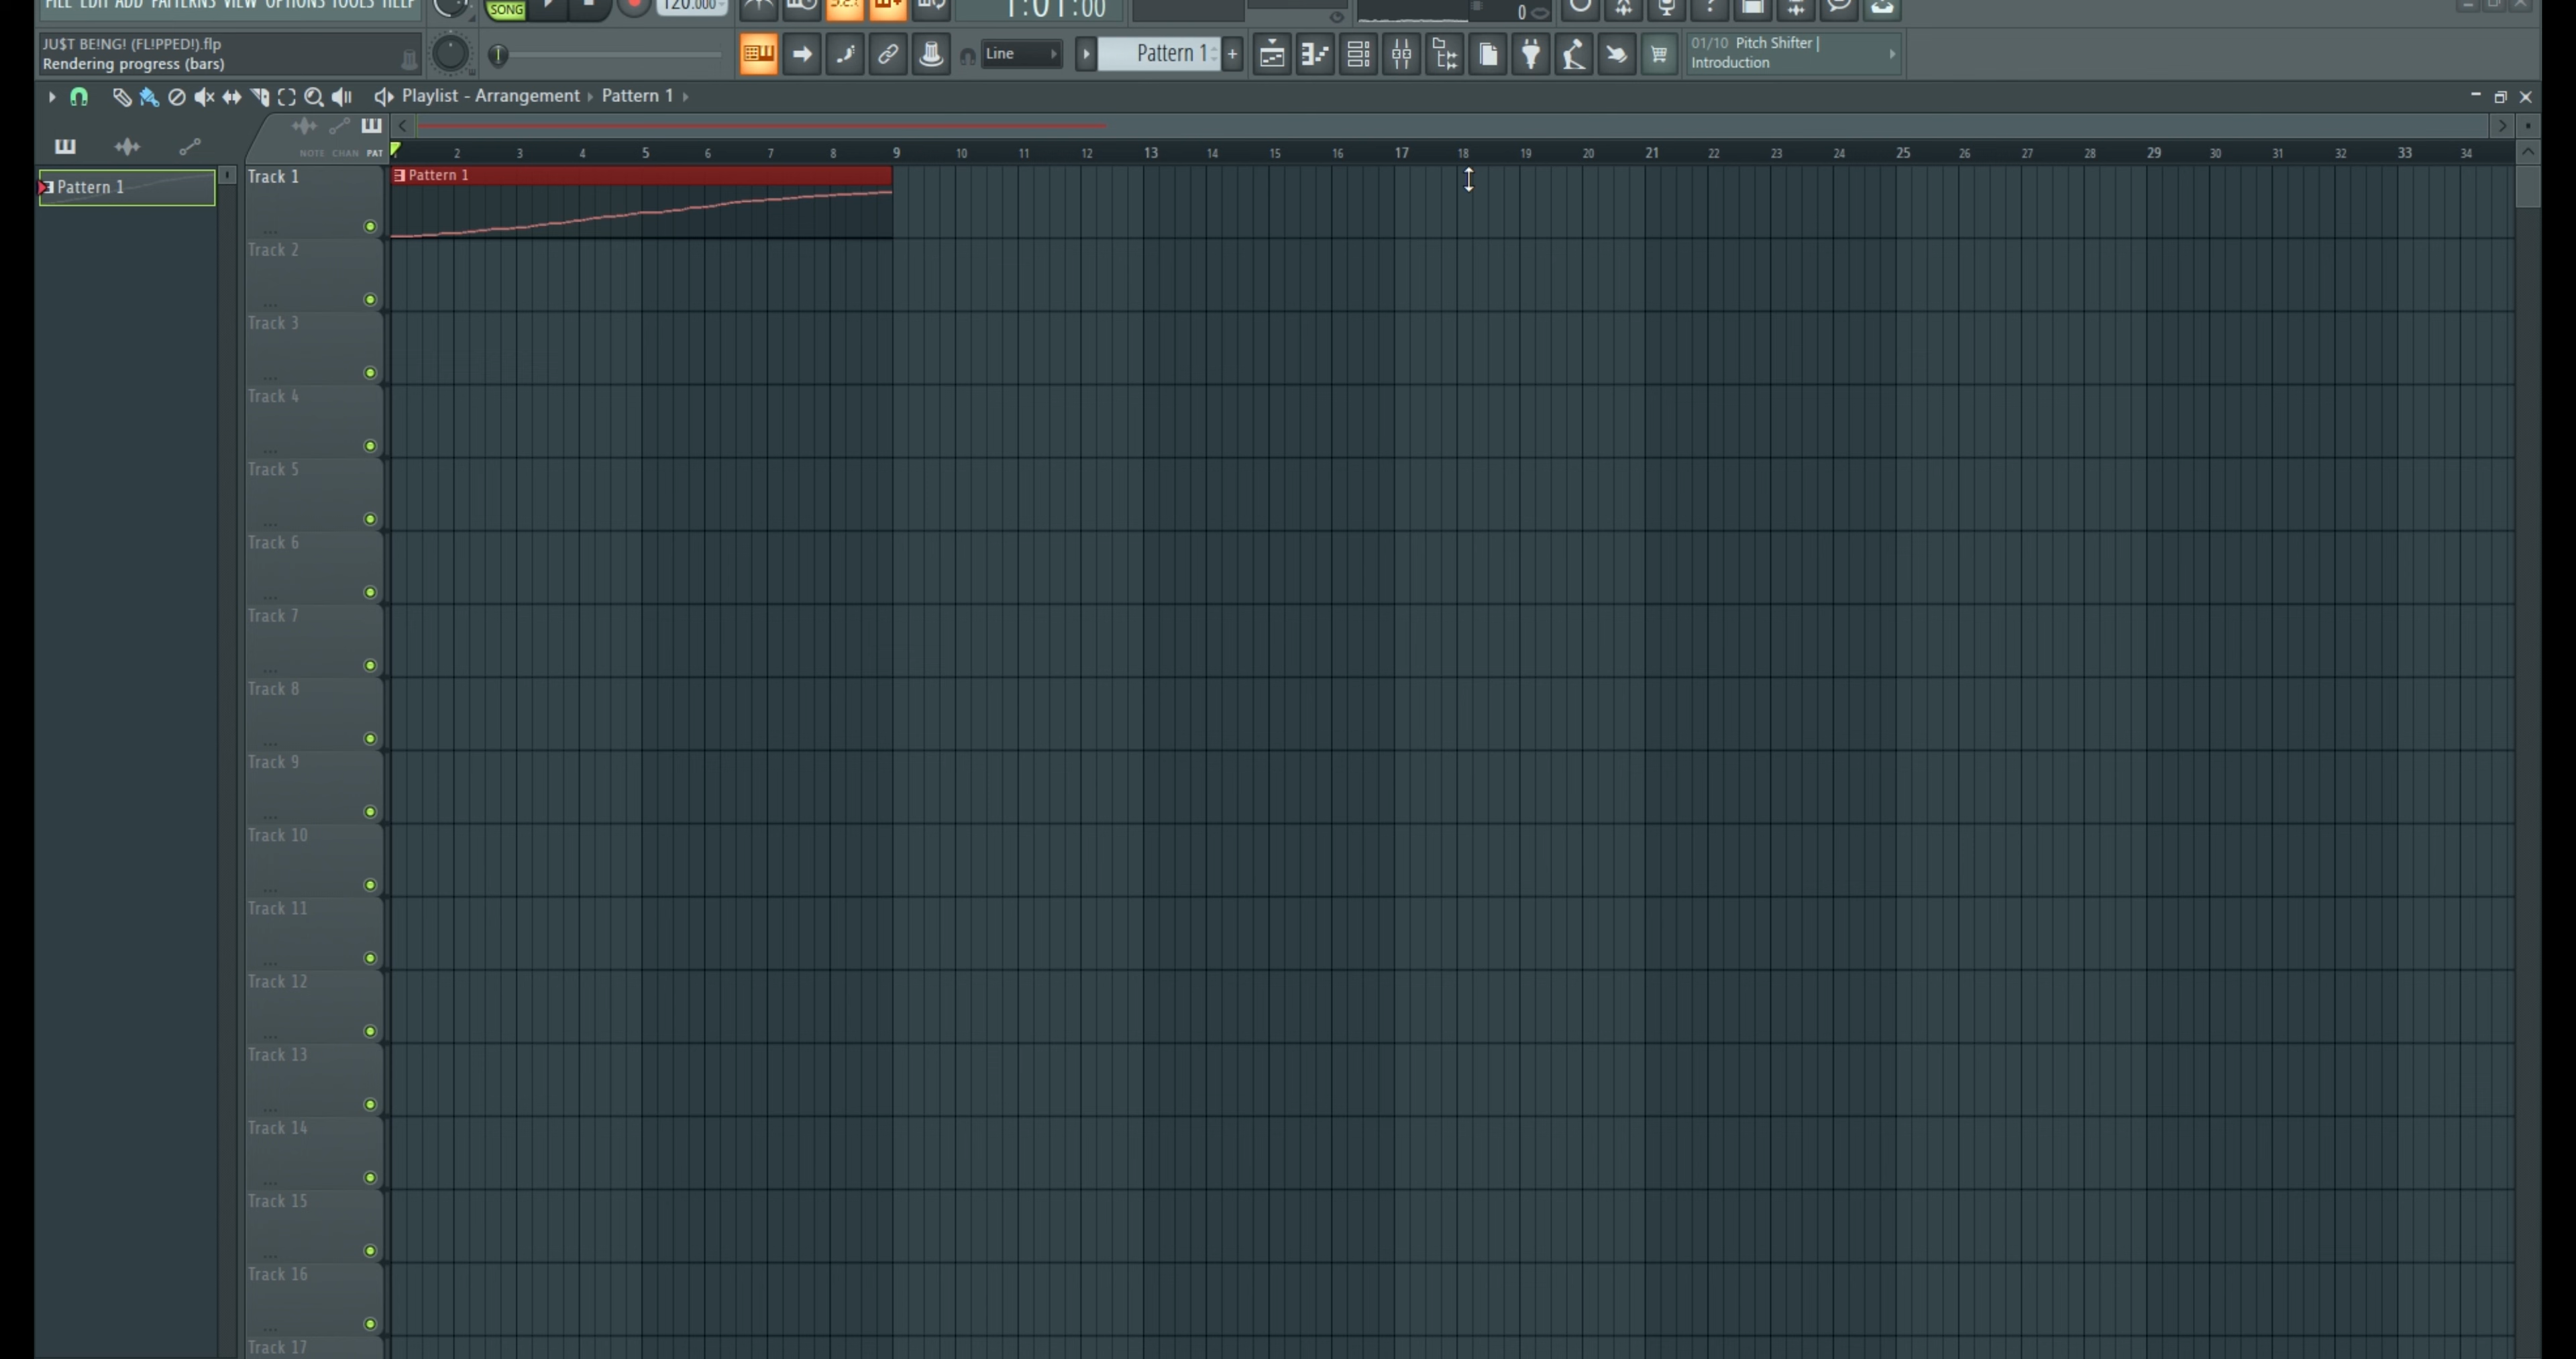 FILE EDIT ADD PATTERNS VIEW OPTIONS TOOLS HELP
SONG
120.000
3.2.1
1:01:00
0
?
JU$T BE!NG! (FL!PPED!).flp
Rendering progress (bars)
Line
Pattern 1
+
01/10 Pitch Shifter |
Introduction
Playlist - Arrangement › Pattern 1 ›
NOTE CHAN PAT
1 2 3 4 5 6 7 8 9 10 11 12 13 14 15 16 17 18 19 20 21 22 23 24 25 26 27 28 29 30 31 32 33 34
Pattern 1
Track 1
Pattern 1
Track 2
Track 3
Track 4
Track 5
Track 6
Track 7
Track 8
Track 9
Track 10
Track 11
Track 12
Track 13
Track 14
Track 15
Track 16
Track 17